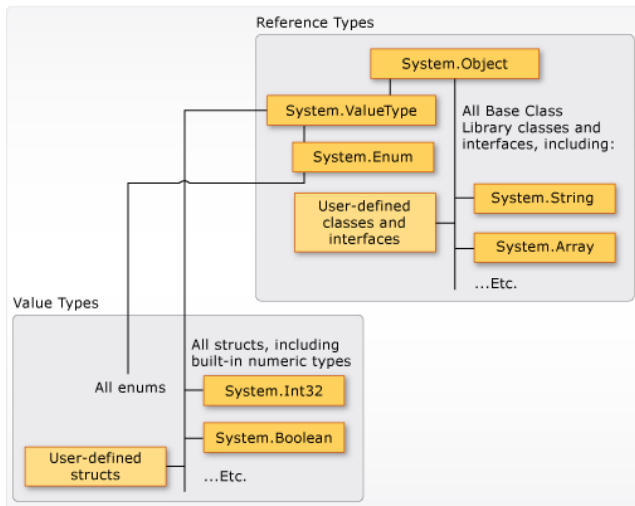 Reference Types
System.Object
System.ValueType
All Base Class
Library classes and
interfaces, including:
System.Enum
System.String
User-defined
classes and
interfaces
System.Array
...Etc.
Value Types
All structs, including
built-in numeric types
All enums
System.Int32
System.Boolean
User-defined
structs
...Etc.